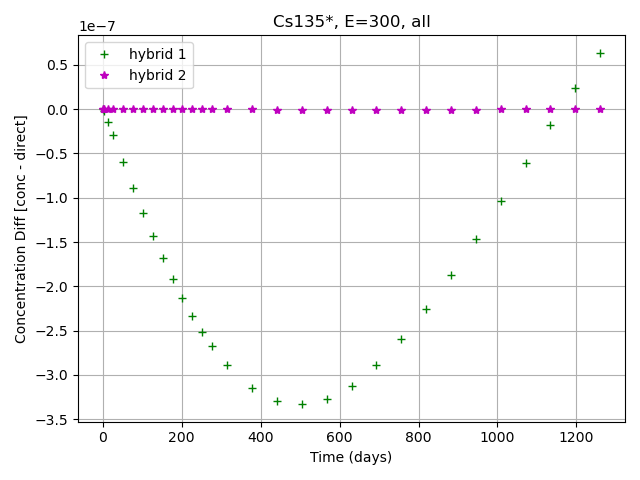 Cs135*, E=300, all
1e−7
hybrid 1
hybrid 2
0.5
0.0
−0.5
−1.0
−1.5
−2.0
−2.5
−3.0
−3.5
Concentration Diff [conc - direct]
0 200 400 600 800 1000 1200
Time (days)